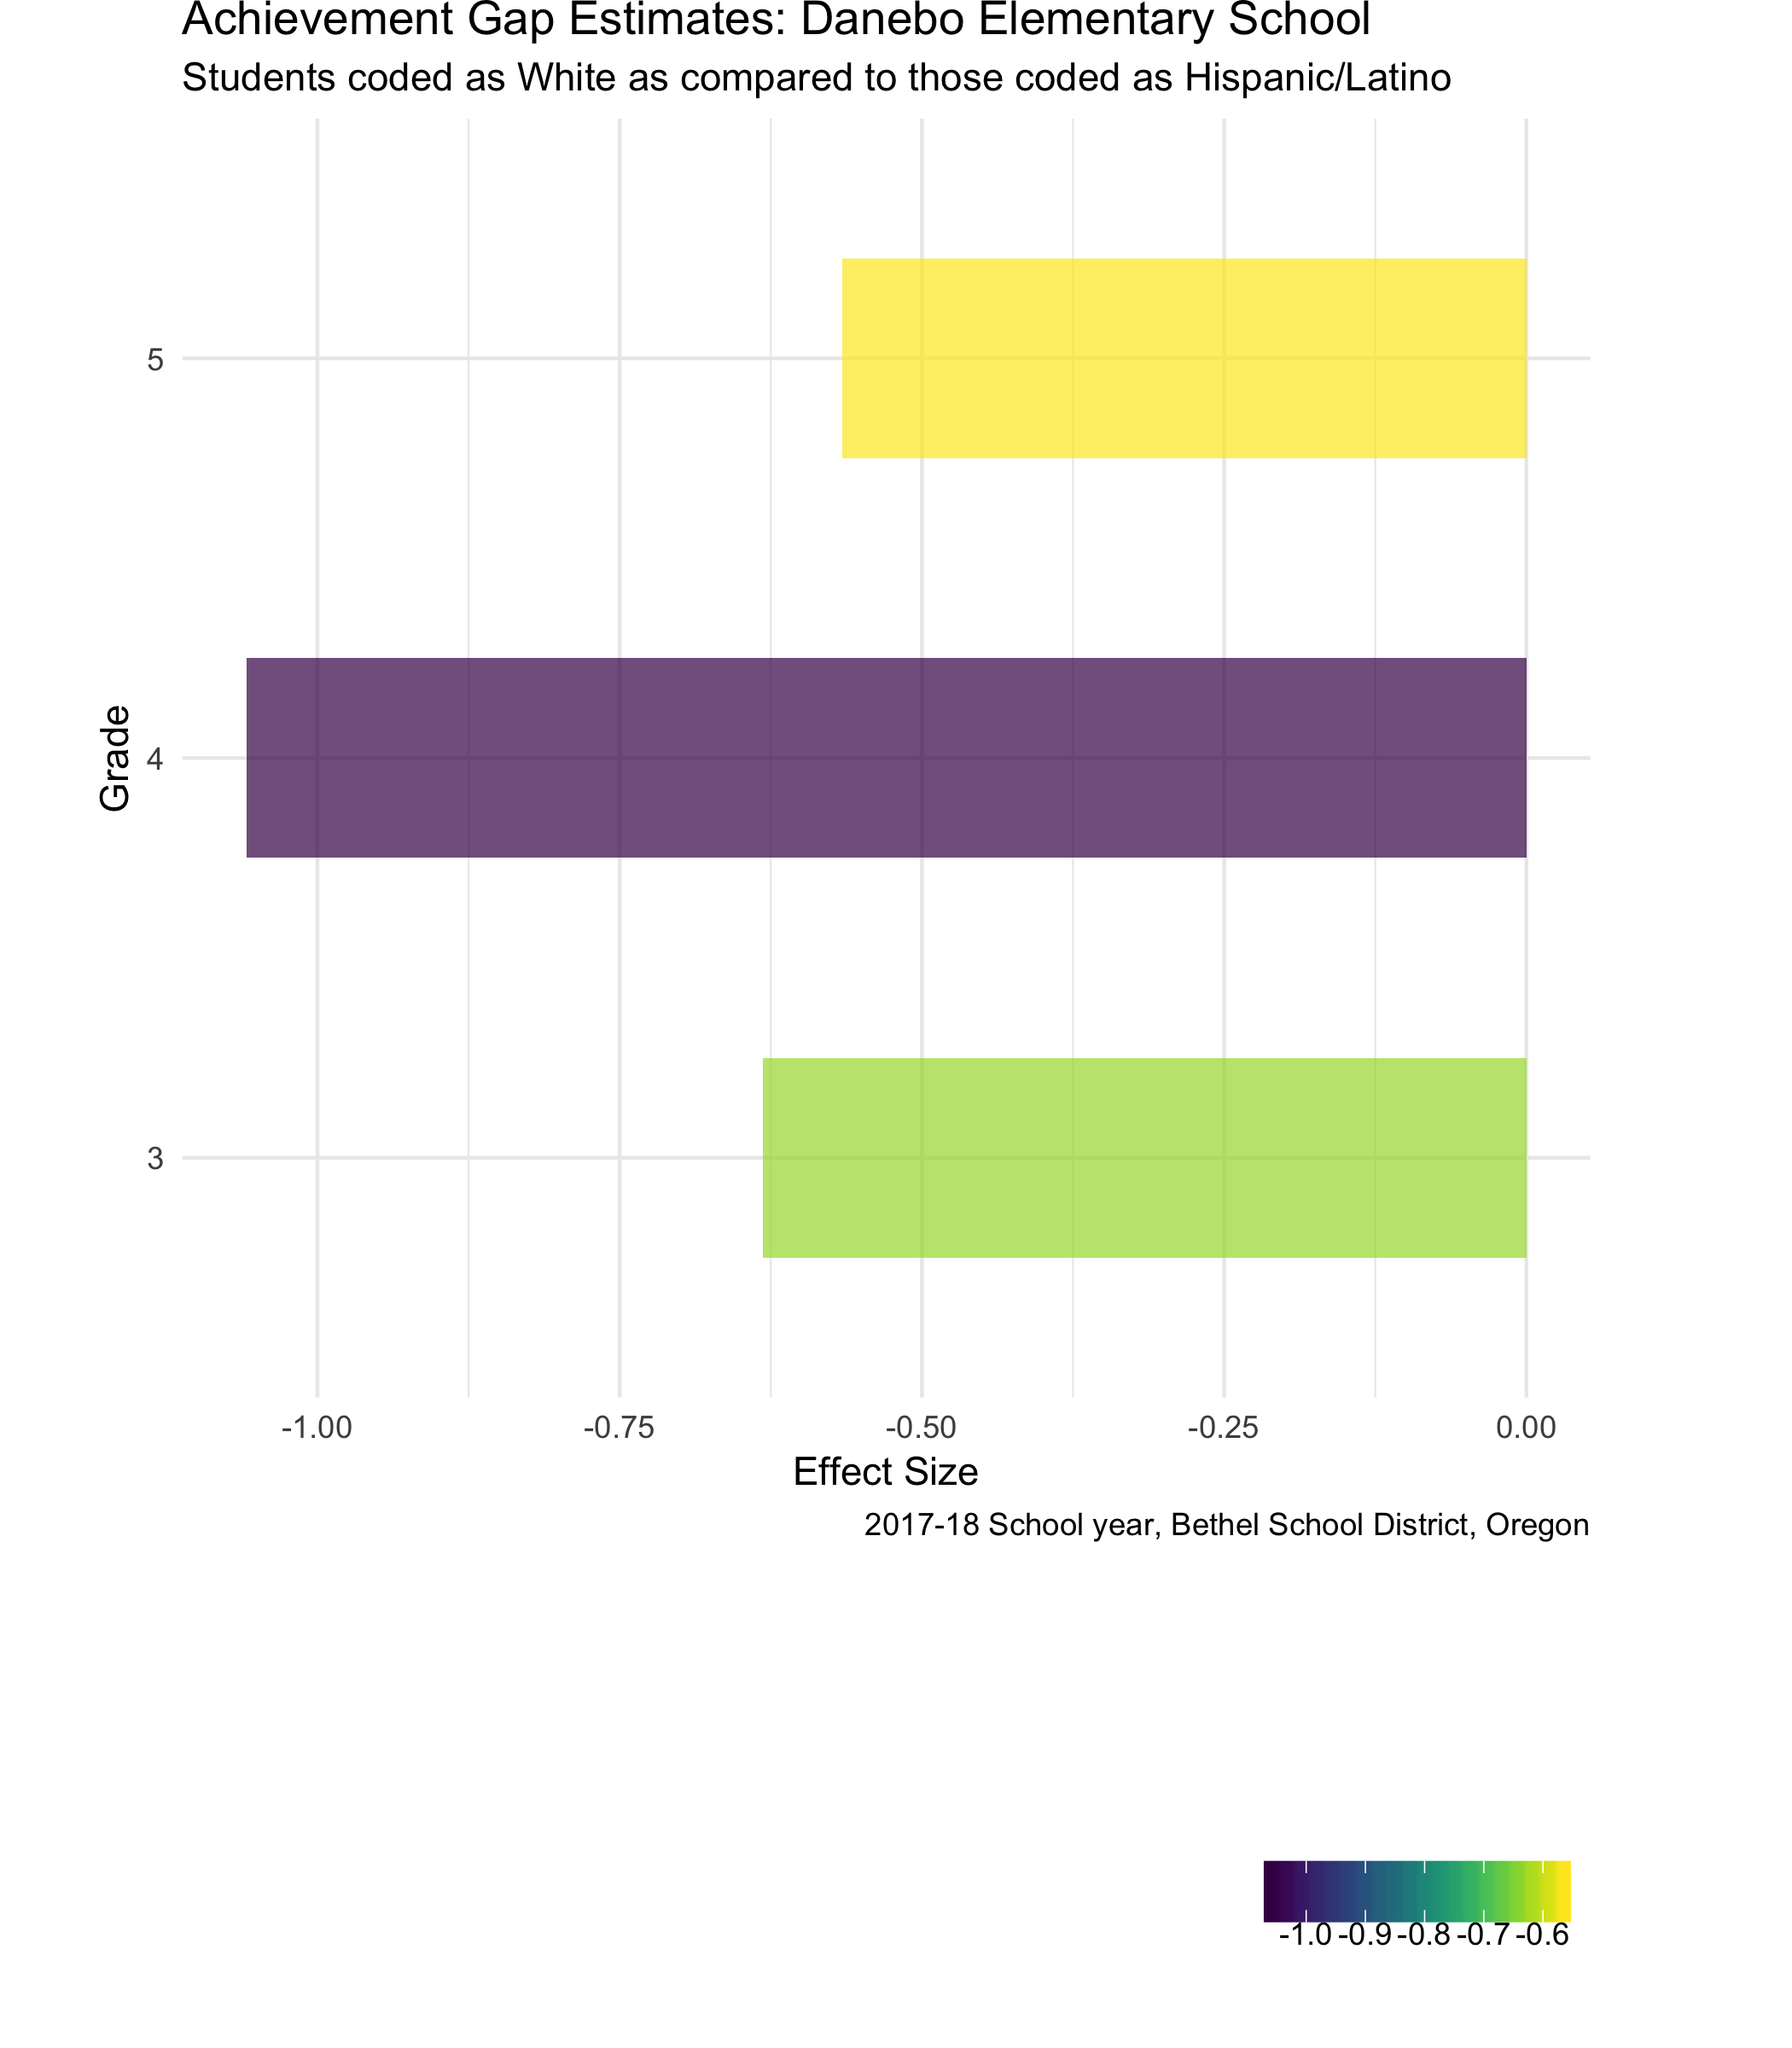 Achievement Gap Estimates: Danebo Elementary School
Students coded as White as compared to those coded as Hispanic/Latino
5
4
3
Grade
-1.00 -0.75 -0.50 -0.25 0.00
Effect Size
2017-18 School year, Bethel School District, Oregon
-1.0 -0.9 -0.8 -0.7 -0.6